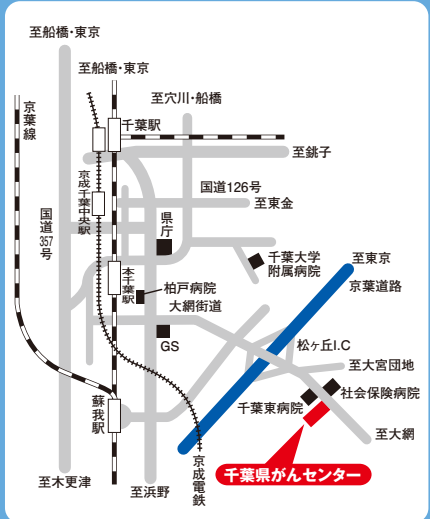 至船橋・東京
至船橋・東京
至穴川・船橋
京葉線
千葉駅
至銚子
京成千葉中央駅
国道126号
至東金
国道357号
県庁
千葉大学
附属病院
至東京
京葉道路
本千葉駅
柏戸病院
大網街道
GS
松ヶ丘I.C
至大宮団地
社会保険病院
千葉東病院
蘇我駅
至大網
京成電鉄
千葉県がんセンター
至木更津
至浜野